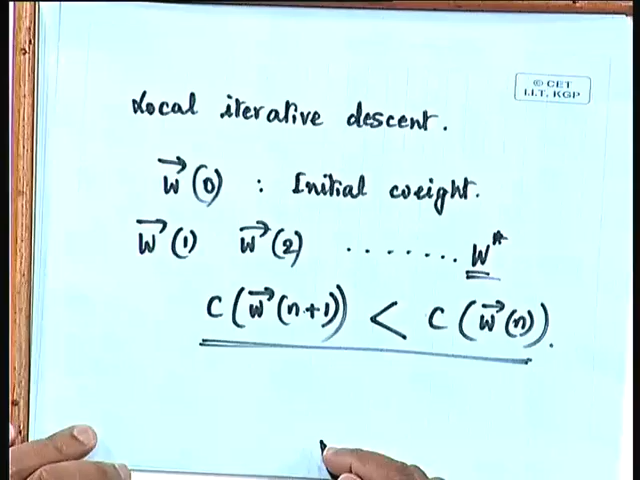 © CET
I.I.T. KGP
Local iterative descent.
w⃗(0) : Initial weight.
w⃗(1) w⃗(2) ........ w*
C(w⃗(n+1)) < C(w⃗(n)).